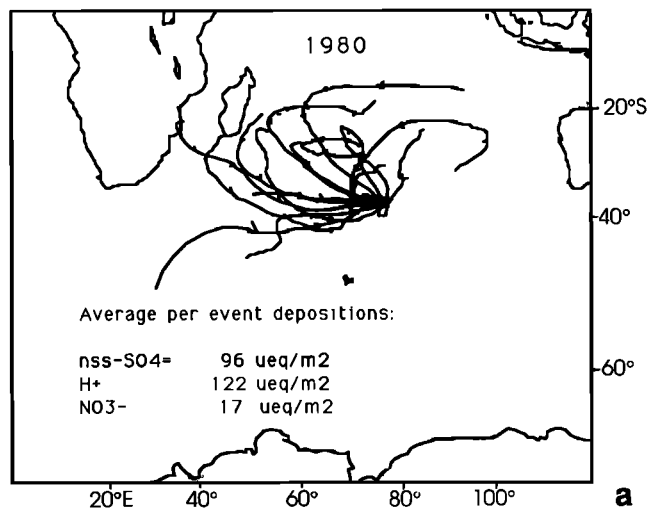 1980
20°S
40°
Average per event depositions:
nss-SO4= 96 ueq/m2
H+ 122 ueq/m2
NO3- 17 ueq/m2
60°
20°E 40° 60° 80° 100°
a